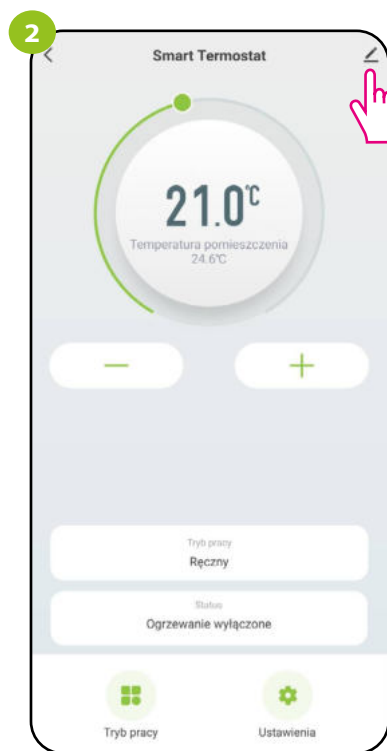 2
Smart Termostat
21.0°C
Temperatura pomieszczenia
24.6°C
Tryb pracy
Ręczny
Status
Ogrzewanie wyłączone
Tryb pracy
Ustawienia